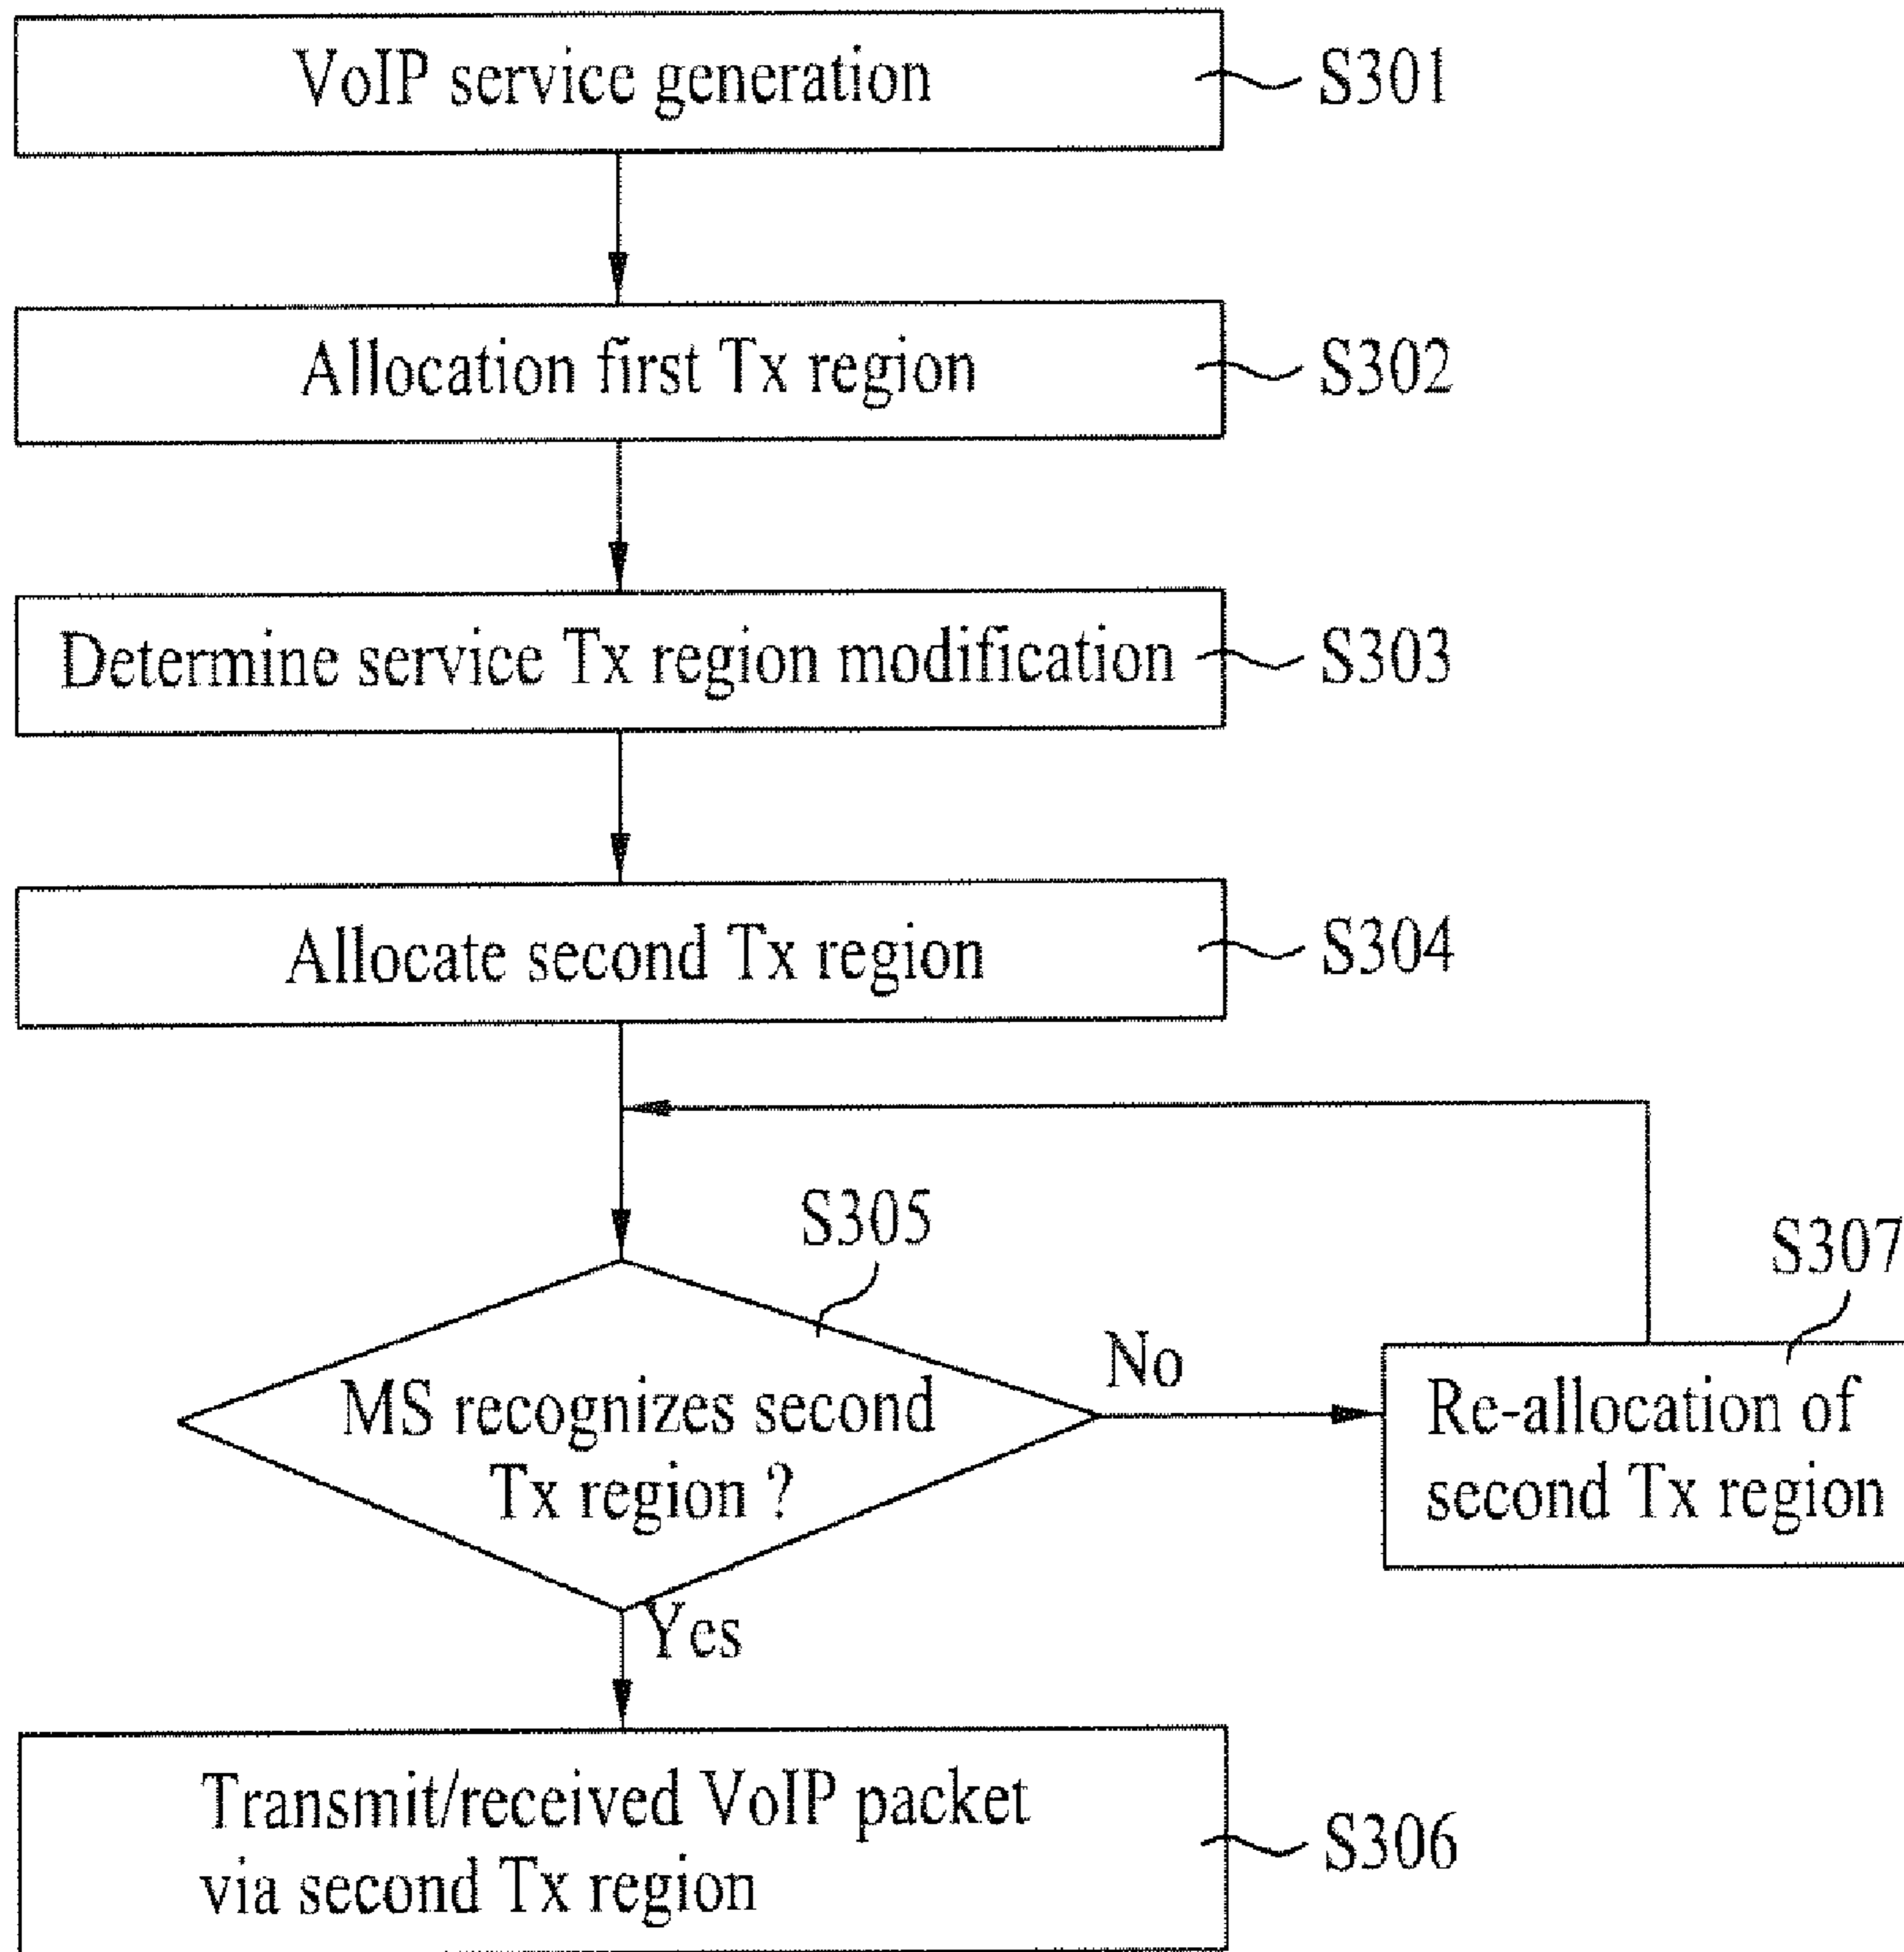 VoIP service generation
S301
Allocation first Tx region
S302
Determine service Tx region modification
S303
Allocate second Tx region
S304
S305
S307
MS recognizes second
Tx region ?
No
Re-allocation of
second Tx region
Yes
Transmit/received VoIP packet
via second Tx region
S306